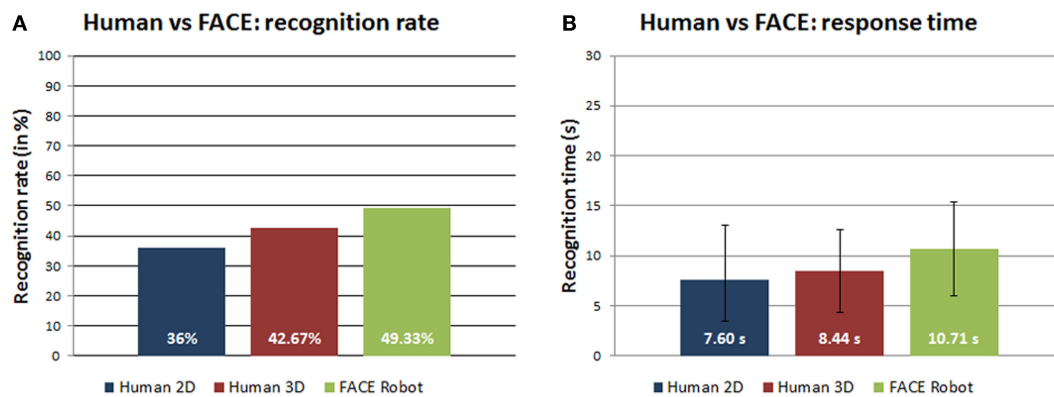 A
Human vs FACE: recognition rate
Recognition rate (in %)
100
90
80
70
60
50
40
30
20
10
0
36%
42.67%
49.33%
Human 2D
Human 3D
FACE Robot
B
Human vs FACE: response time
Recognition time (s)
30
25
20
15
10
5
0
7.60 s
8.44 s
10.71 s
Human 2D
Human 3D
FACE Robot